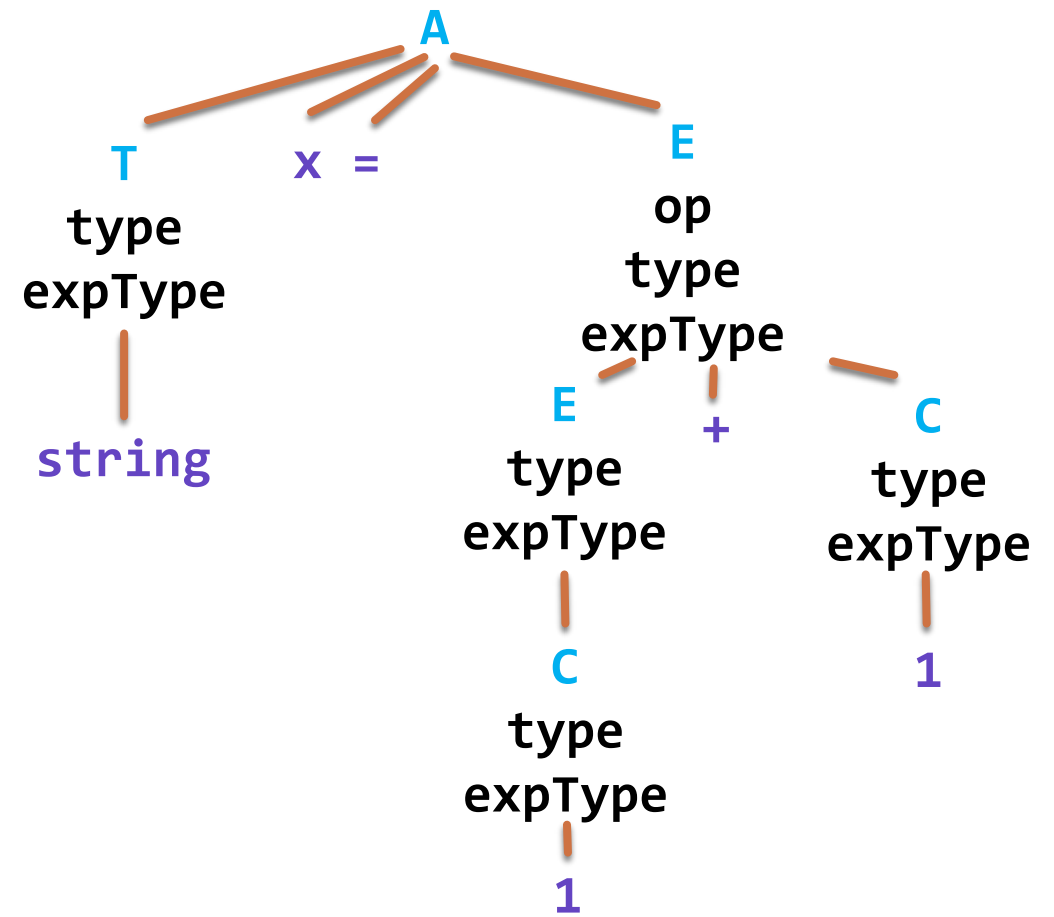 A
T
x =
E
type
expType
op
type
expType
string
E
type
expType
+
C
type
expType
C
type
expType
1
1